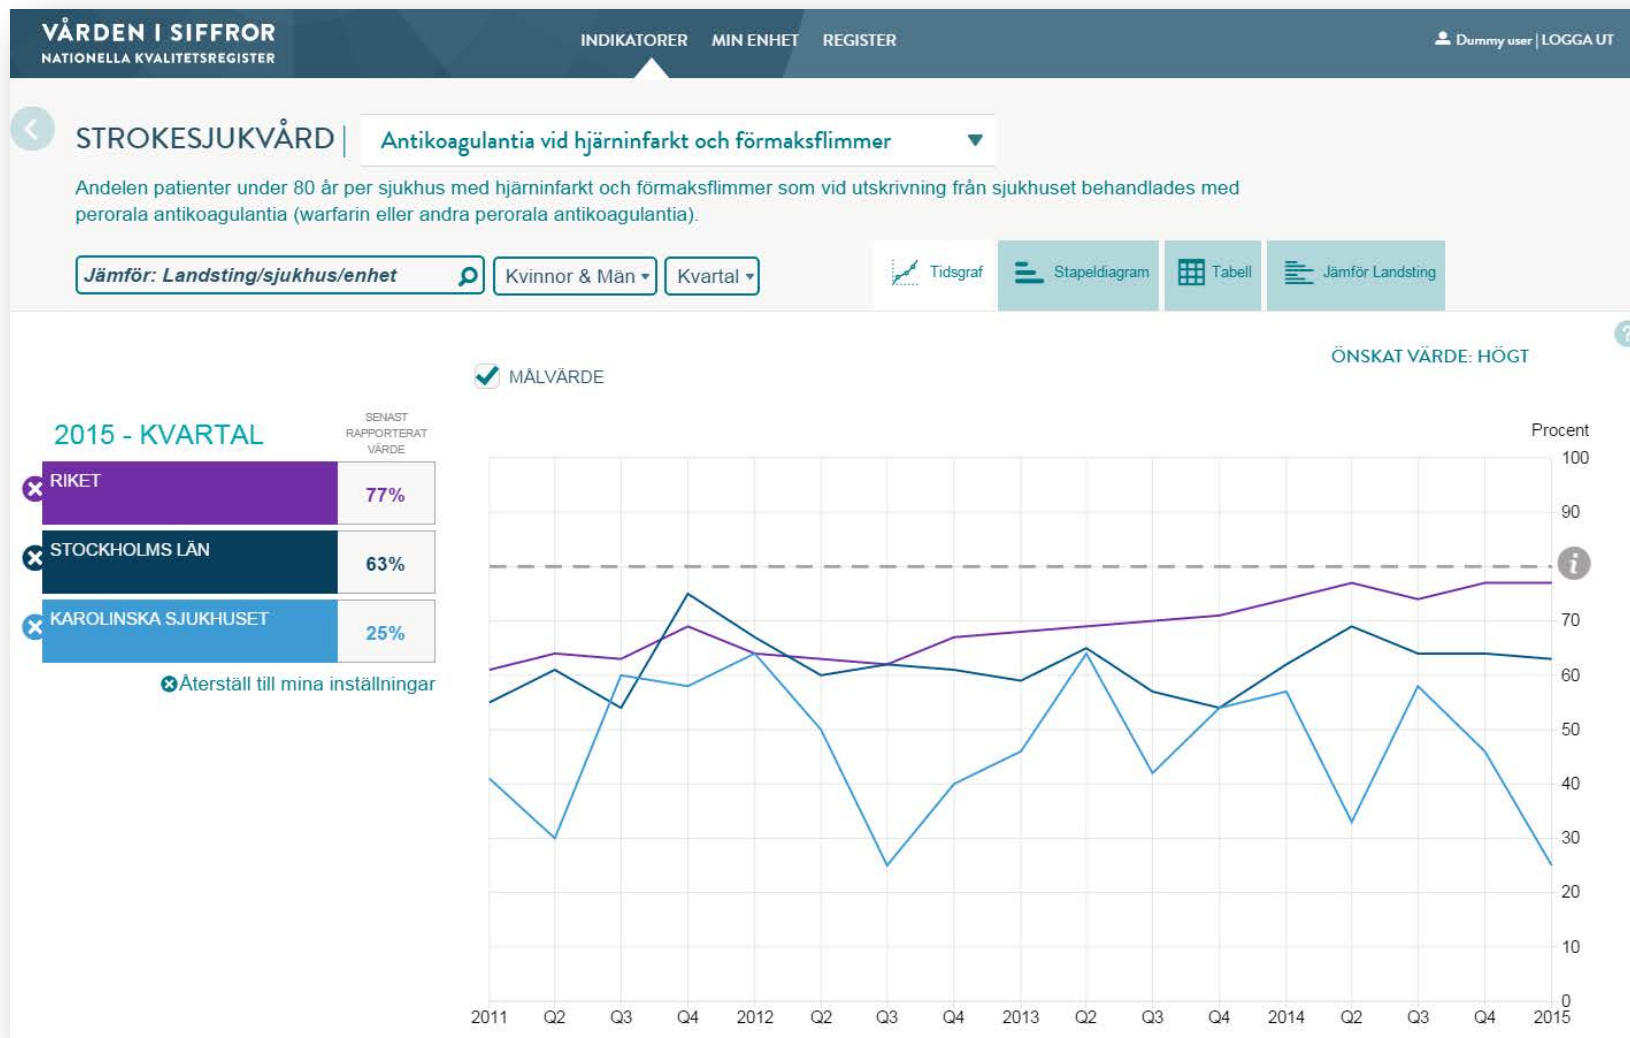 VÅRDEN I SIFFROR
NATIONELLA KVALITETSREGISTER
INDIKATORER MIN ENHET REGISTER
Dummy user | LOGGA UT
STROKESJUKVÅRD | Antikoagulantia vid hjärninfarkt och förmaksflimmer
Andelen patienter under 80 år per sjukhus med hjärninfarkt och förmaksflimmer som vid utskrivning från sjukhuset behandlades med
perorala antikoagulantia (warfarin eller andra perorala antikoagulantia).
Jämför: Landsting/sjukhus/enhet Kvinnor & Män Kvartal Tidsgraf Stapeldiagram Tabell Jämför Landsting
?
ÖNSKAT VÄRDE: HÖGT
MÅLVÄRDE
2015 - KVARTAL
SENAST
RAPPORTERAT
VÄRDE
RIKET 77%
STOCKHOLMS LÄN 63%
KAROLINSKA SJUKHUSET 25%
Återställ till mina inställningar
Procent
100
90
i
70
60
50
40
30
20
10
0
2011 Q2 Q3 Q4 2012 Q2 Q3 Q4 2013 Q2 Q3 Q4 2014 Q2 Q3 Q4 2015